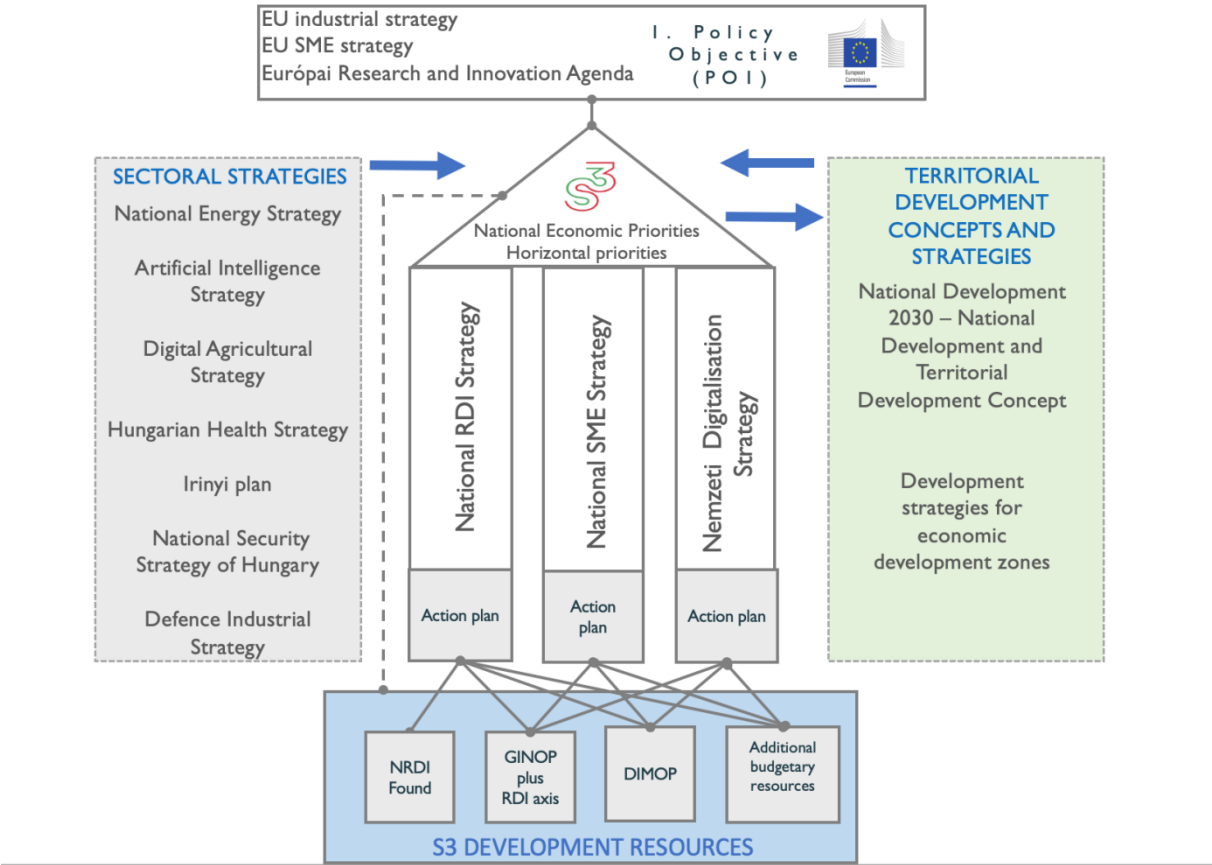 EU industrial strategy
EU SME strategy
Európai Research and Innovation Agenda
1. Policy
Objective
(PO1)
European
Commission
SECTORAL STRATEGIES
National Energy Strategy
Artificial Intelligence
Strategy
Digital Agricultural
Strategy
Hungarian Health Strategy
Irinyi plan
National Security
Strategy of Hungary
Defence Industrial
Strategy
S3
National Economic Priorities
Horizontal priorities
National RDI Strategy
National SME Strategy
Nemzeti Digitalisation
Strategy
Action plan
Action
plan
Action plan
TERRITORIAL
DEVELOPMENT
CONCEPTS AND
STRATEGIES
National Development
2030 – National
Development and
Territorial
Development Concept
Development
strategies for
economic
development zones
NRDI
Found
GINOP
plus
RDI axis
DIMOP
Additional
budgetary
resources
S3 DEVELOPMENT RESOURCES